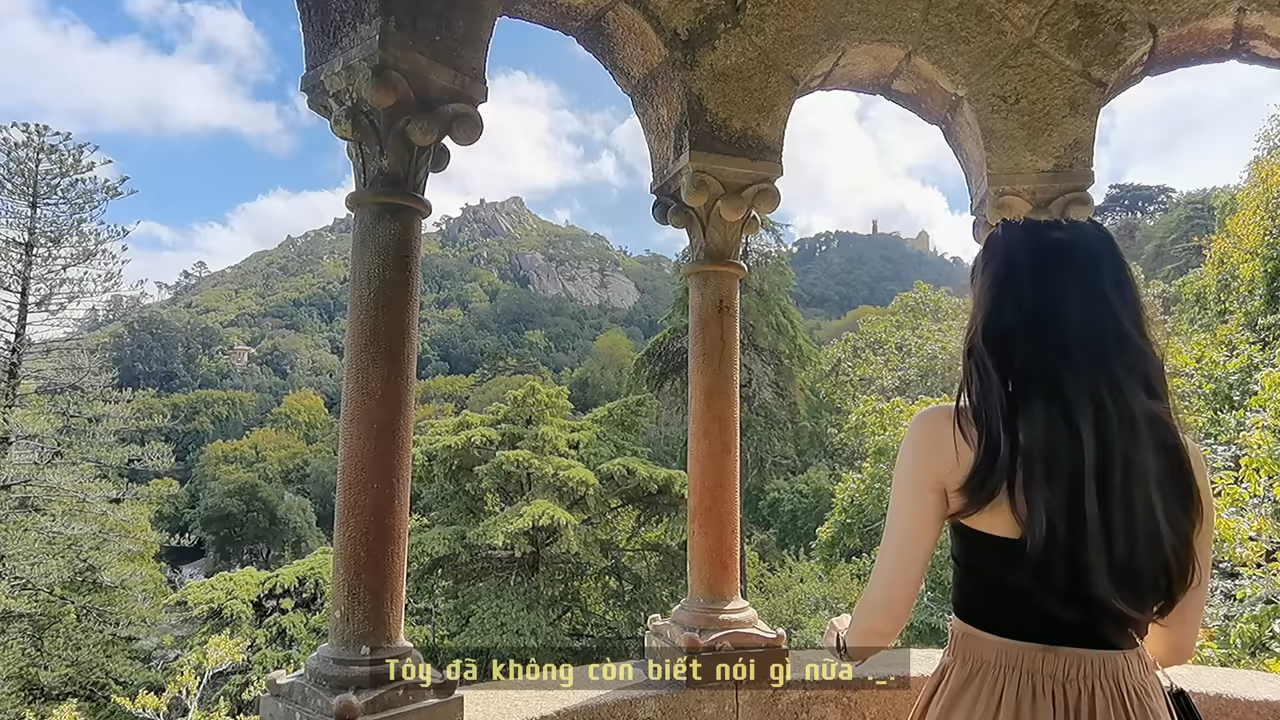 Tôy đã không còn biết nói gì nữa ._.